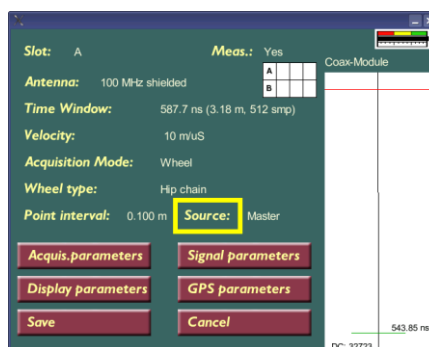 Slot: A Meas.: Yes
A
B
Coax-Module
Antenna: 100 MHz shielded
Time Window: 587.7 ns (3.18 m, 512 smp)
Velocity: 10 m/uS
Acquisition Mode: Wheel
Wheel type: Hip chain
Point interval: 0.100 m Source: Master
Acquis.parameters Signal parameters
Display parameters GPS parameters
Save Cancel
543.85 ns
DC: 32723